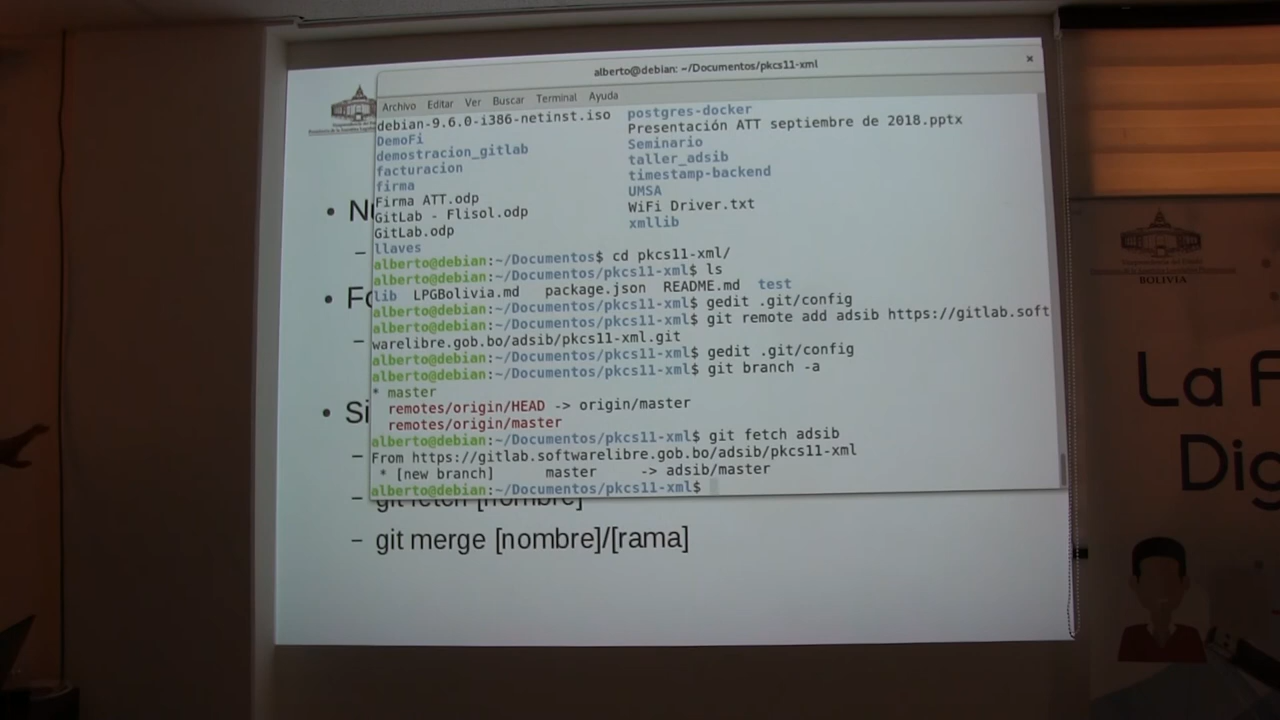 alberto@debian: ~/Documentos/pkcs11-xml
Archivo Editar Ver Buscar Terminal Ayuda
debian-9.6.0-i386-netinst.iso postgres-docker
DemoFi Presentación ATT septiembre de 2018.pptx
demostracion_gitlab Seminario
facturacion taller_adsib
firma timestamp-backend
Firma ATT.odp UMSA
GitLab - Flisol.odp WiFi Driver.txt
GitLab.odp xmllib
llaves
alberto@debian:~/Documentos$ cd pkcs11-xml/
alberto@debian:~/Documentos/pkcs11-xml$ ls
lib LPGBolivia.md package.json README.md test
alberto@debian:~/Documentos/pkcs11-xml$ gedit .git/config
alberto@debian:~/Documentos/pkcs11-xml$ git remote add adsib https://gitlab.soft
warelibre.gob.bo/adsib/pkcs11-xml.git
alberto@debian:~/Documentos/pkcs11-xml$ gedit .git/config
alberto@debian:~/Documentos/pkcs11-xml$ git branch -a
* master
remotes/origin/HEAD -> origin/master
remotes/origin/master
alberto@debian:~/Documentos/pkcs11-xml$ git fetch adsib
From https://gitlab.softwarelibre.gob.bo/adsib/pkcs11-xml
* [new branch] master -> adsib/master
alberto@debian:~/Documentos/pkcs11-xml$
– git fetch [nombre]
– git merge [nombre]/[rama]
Si
BOLIVIA
La F
Dig